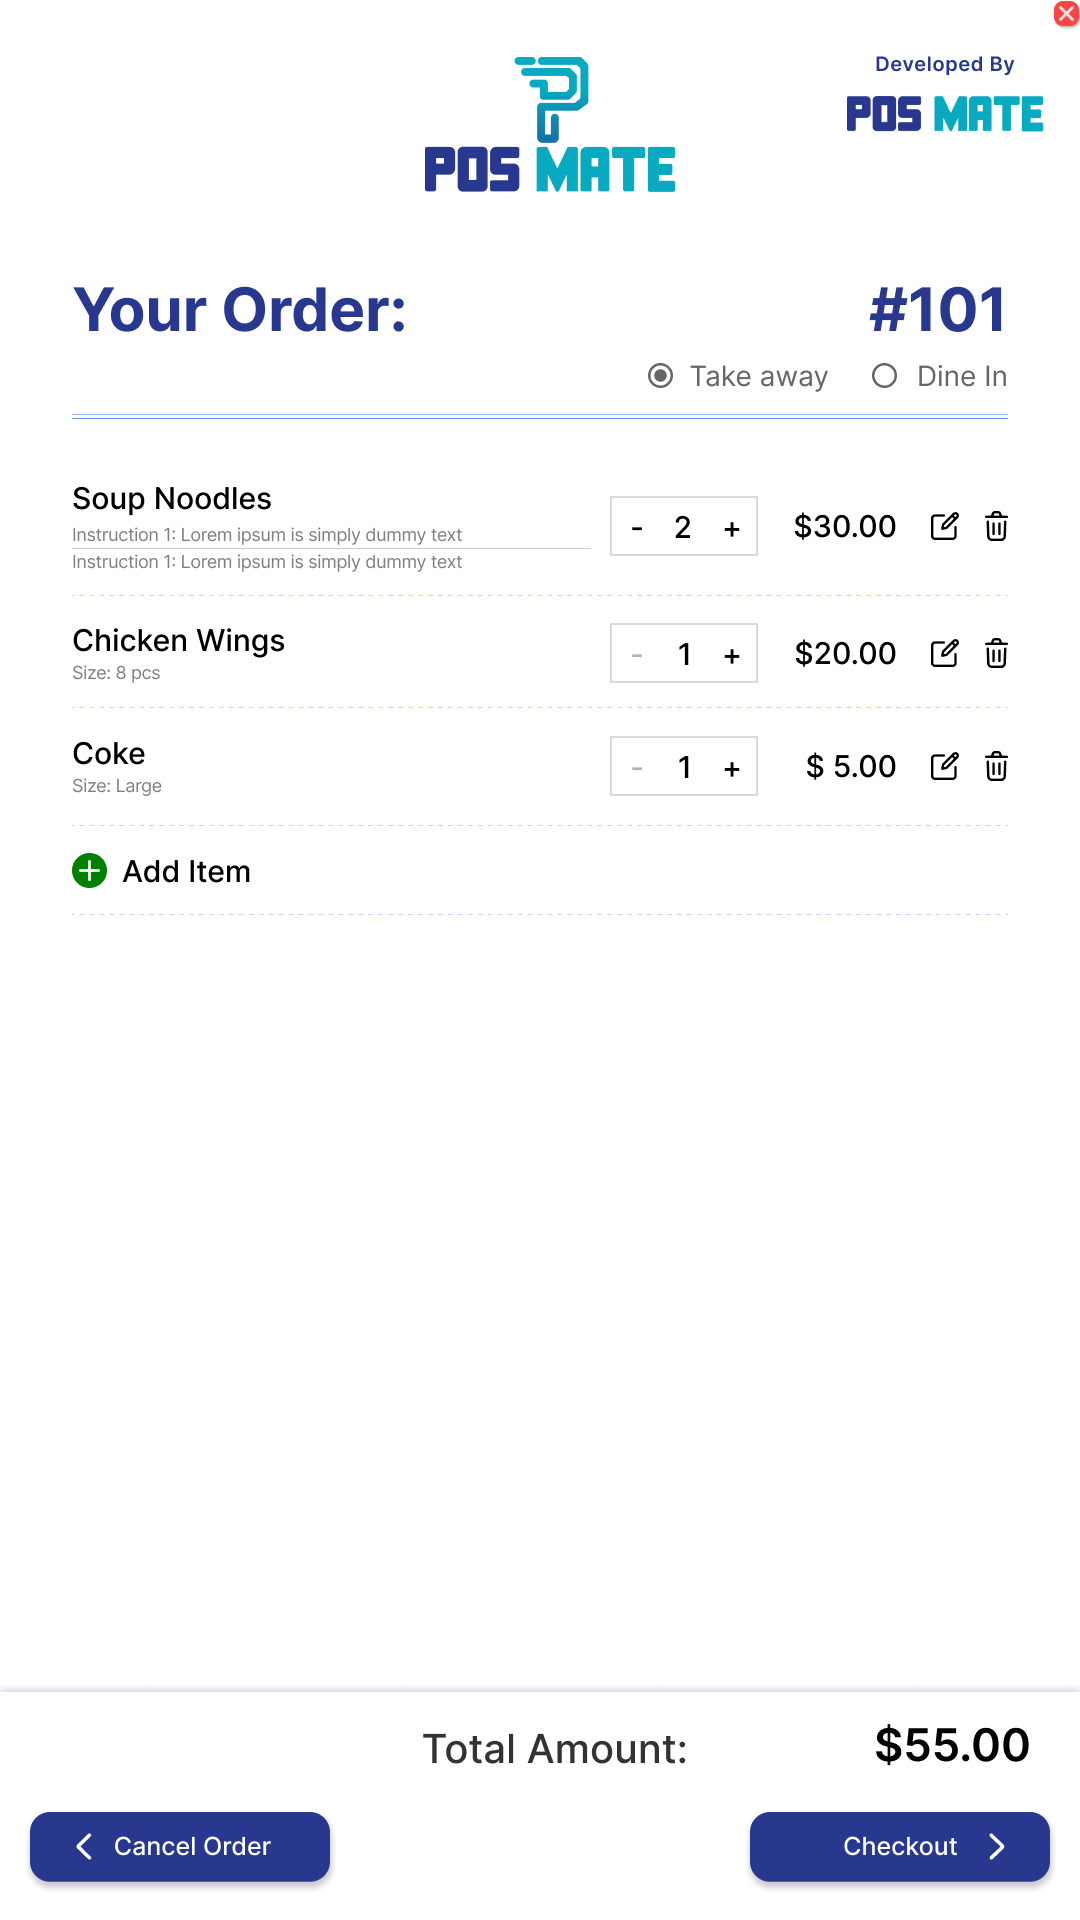 Developed By
POS MATE
POS MATE
Your Order: #101
Take away Dine In
Soup Noodles
Instruction 1: Lorem ipsum is simply dummy text
Instruction 1: Lorem ipsum is simply dummy text
- 2 + $30.00
Chicken Wings
Size: 8 pcs
- 1 + $20.00
Coke
Size: Large
- 1 + $ 5.00
Add Item
Total Amount: $55.00
Cancel Order Checkout